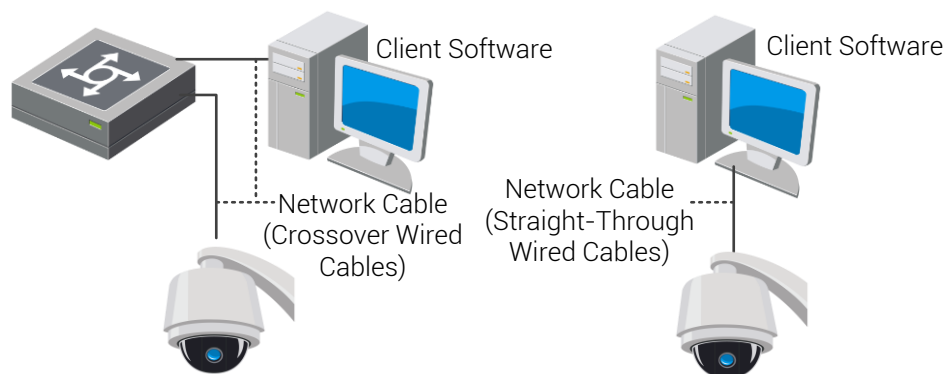 Client Software
Network Cable
(Crossover Wired
Cables)
Client Software
Network Cable
(Straight-Through
Wired Cables)